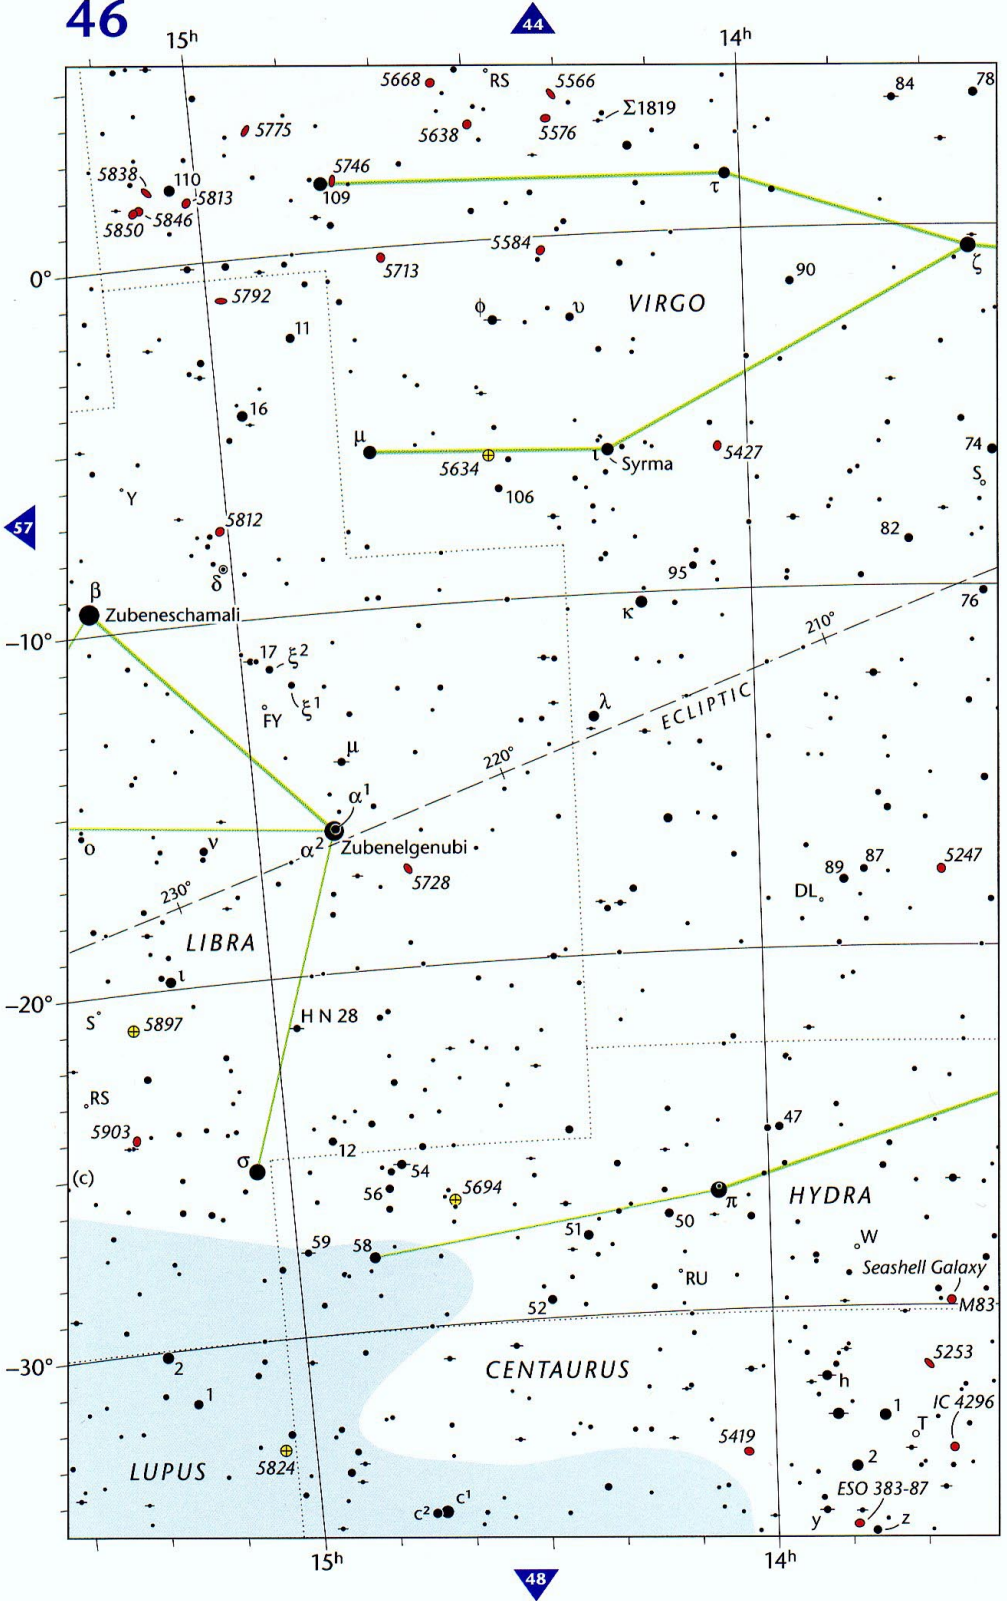 46
44
15h
14h
5668
RS
5566
84
78
Σ1819
5775
5638
5576
5838
110
5746
5813
109
τ
5850
5846
5584
ζ
0°
5713
90
5792
φ
υ
VIRGO
11
16
μ
74
5634
ι
Syrma
5427
S
106
Y
57
5812
82
δ
95
β
κ
76
Zubeneschamali
210°
−10°
17
ξ2
ξ1
FY
λ
ECLIPTIC
μ
220°
α1
ο
ν
α2
Zubenelgenubi
5728
89
87
5247
DL
230°
LIBRA
ι
−20°
S
5897
H N 28
RS
47
5903
12
σ
54
(c)
56
5694
π
HYDRA
50
51
W
59
58
Seashell Galaxy
RU
52
M83
−30°
2
CENTAURUS
5253
h
1
1
IC 4296
T
5419
2
LUPUS
5824
ESO 383-87
c2
c1
y
z
15h
14h
48